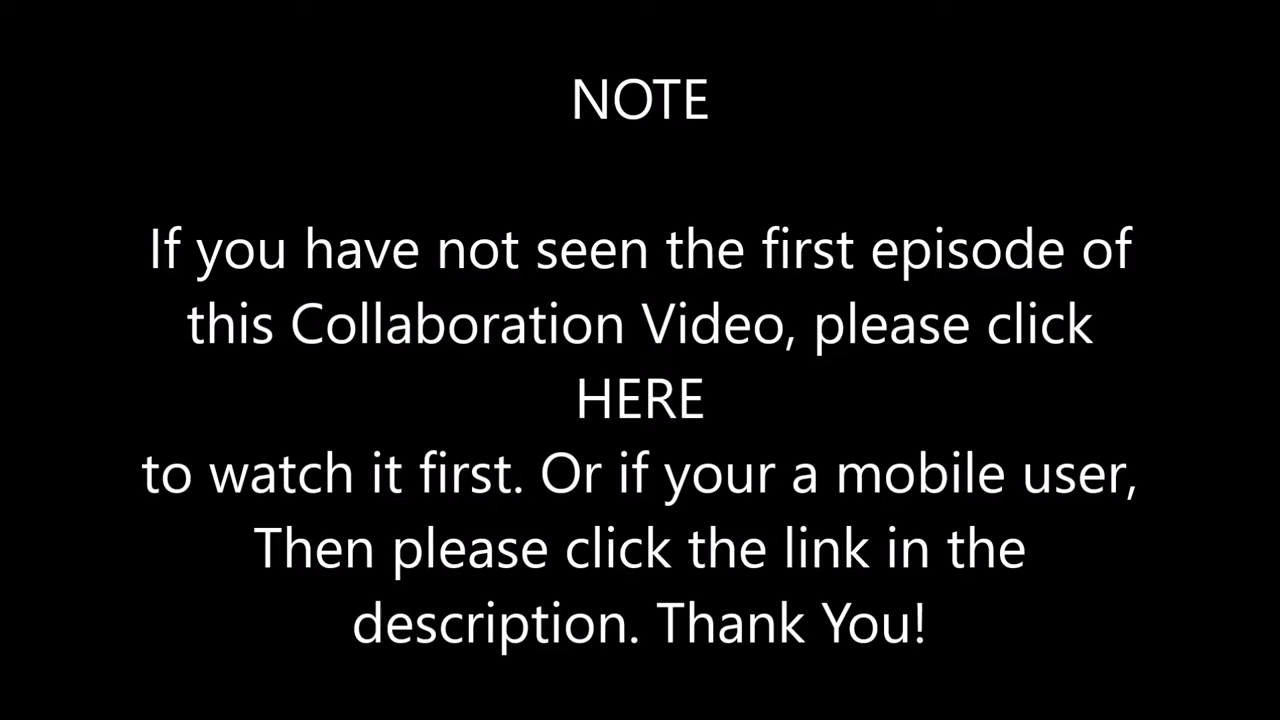 NOTE
If you have not seen the first episode of
this Collaboration Video, please click
HERE
to watch it first. Or if your a mobile user,
Then please click the link in the
description. Thank You!